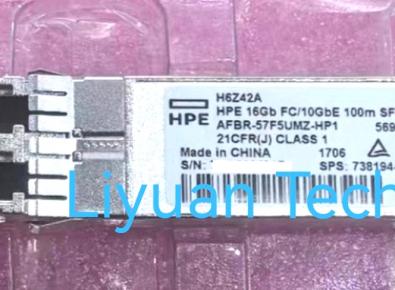 H6Z42A
HPE
HPE 16Gb FC/10GbE 100m SF
AFBR-57F5UMZ-HP1 569
21CFR(J) CLASS 1
Made in CHINA 1706
S/N: SPS: 738194
Liyuan Tech